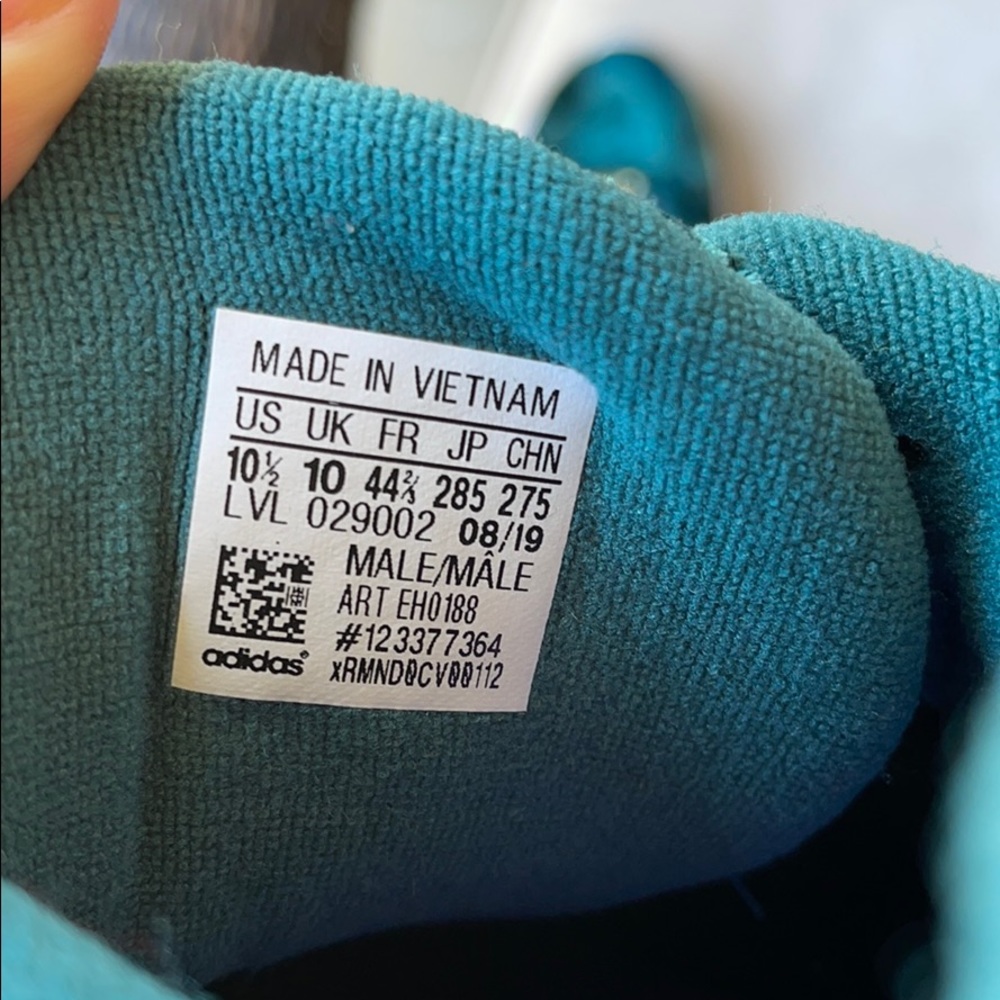 MADE IN VIETNAM
US UK FR JP CHN
10½ 10 44⅔ 285 275
LVL 029002 08/19
MALE/MÂLE
ART EH0188
#123377364
adidas® xRMND0CV00112